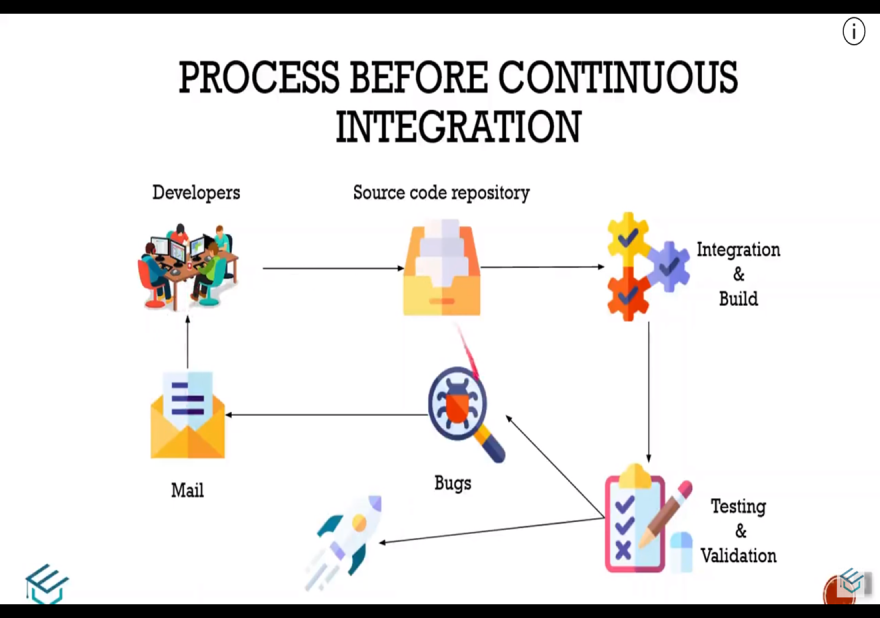 PROCESS BEFORE CONTINUOUS
INTEGRATION
Developers
Source code repository
Integration
&
Build
Mail
Bugs
Testing
&
Validation